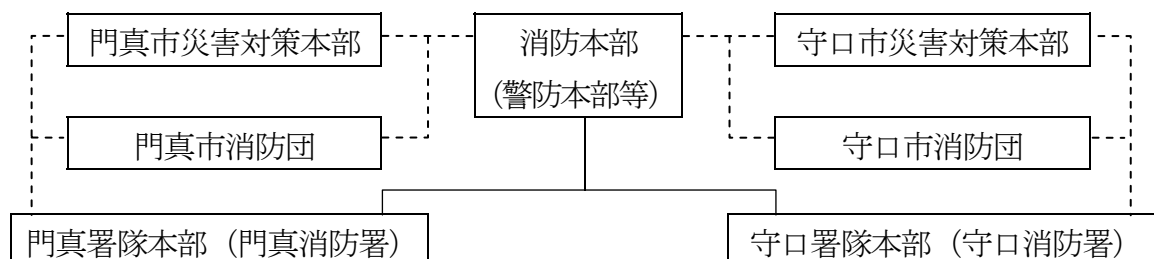 門真市災害対策本部
消防本部
(警防本部等)
守口市災害対策本部
門真市消防団
守口市消防団
門真署隊本部（門真消防署）
守口署隊本部（守口消防署）